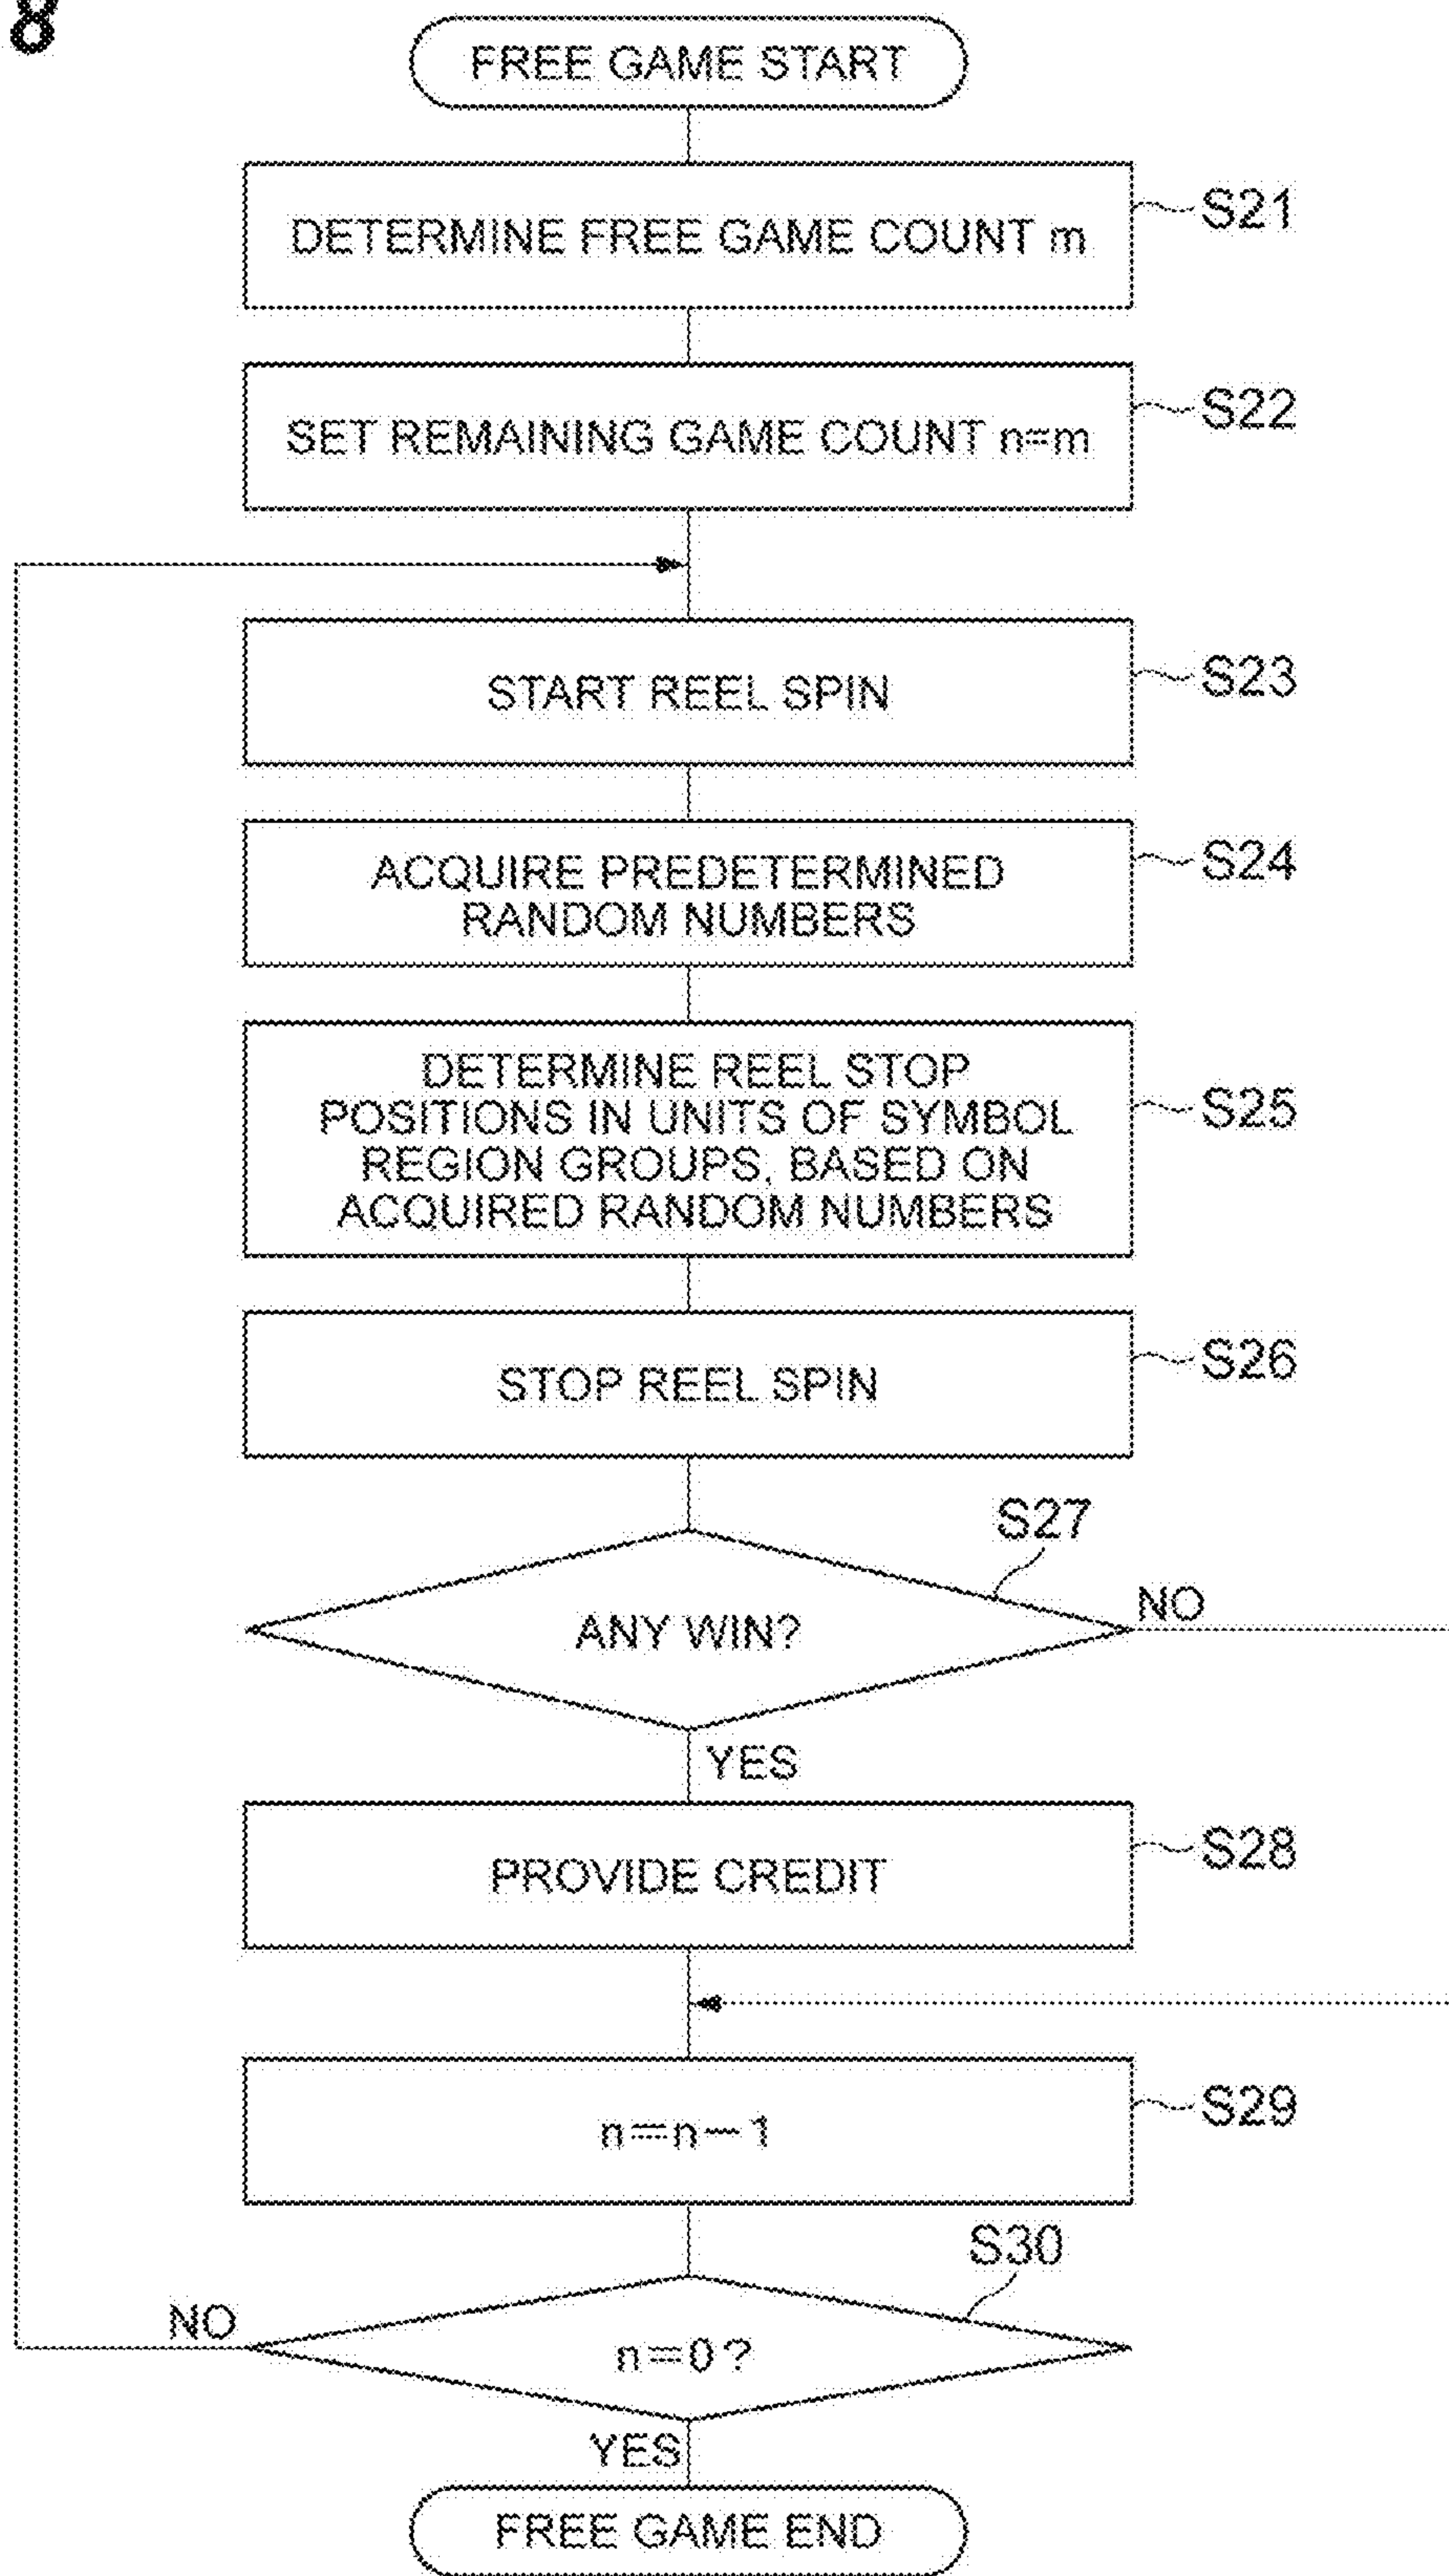 8
FREE GAME START
DETERMINE FREE GAME COUNT m
S21
SET REMAINING GAME COUNT n=m
S22
START REEL SPIN
S23
ACQUIRE PREDETERMINED
RANDOM NUMBERS
S24
DETERMINE REEL STOP
POSITIONS IN UNITS OF SYMBOL
REGION GROUPS, BASED ON
ACQUIRED RANDOM NUMBERS
S25
STOP REEL SPIN
S26
S27
ANY WIN?
NO
YES
PROVIDE CREDIT
S28
n=n-1
S29
S30
NO
n=0?
YES
FREE GAME END